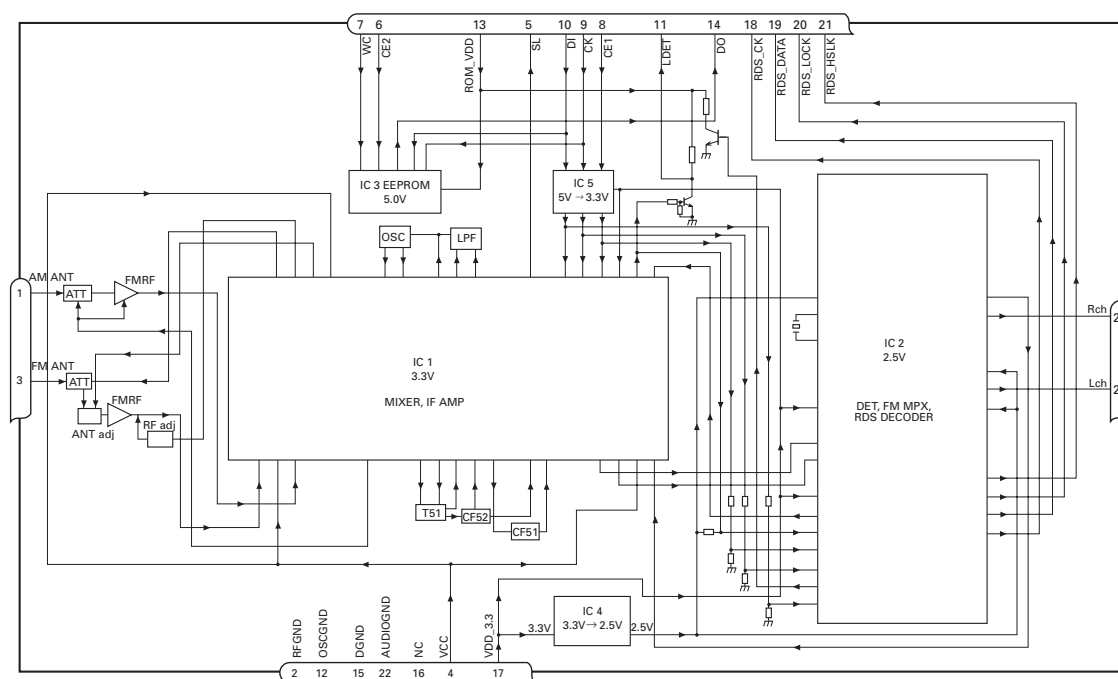 7 6 13 5 10 9 8 11 14 18 19 20 21
WC
CE2
ROM_VDD
SL
DI
CK
CE1
LDET
DO
RDS_CK
RDS_DATA
RDS_LOCK
RDS_HSLK
IC 3 EEPROM
5.0V
IC 5
5V → 3.3V
OSC
LPF
AM ANT
1
ATT
FMRF
FM ANT
3
ATT
FMRF
ANT adj
RF adj
IC 1
3.3V
MIXER, IF AMP
IC 2
2.5V
DET, FM MPX,
RDS DECODER
Rch
2
Lch
2
T51
CF52
CF51
IC 4
3.3V → 2.5V
3.3V
2.5V
RFGND
OSCGND
DGND
AUDIOGND
NC
VCC
VDD_3.3
2 12 15 22 16 4 17